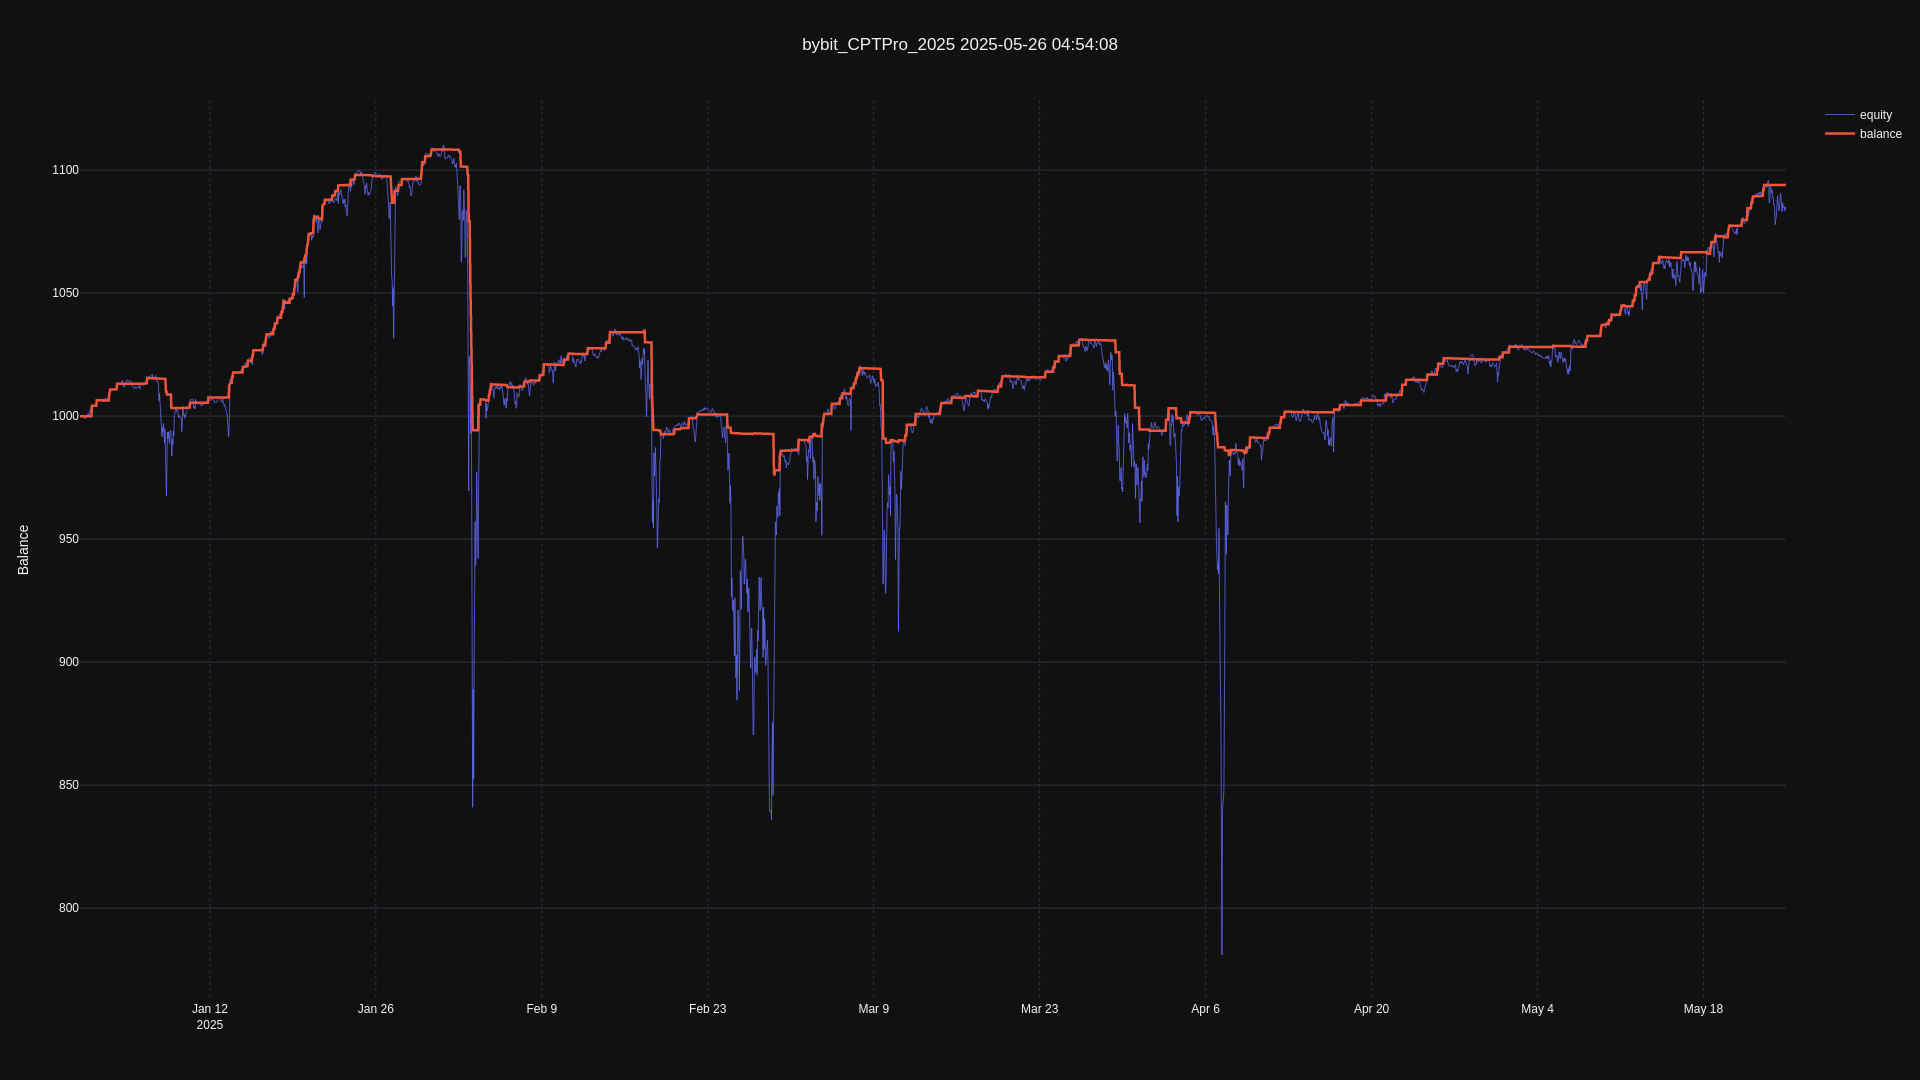 bybit_CPTPro_2025 2025-05-26 04:54:08
equity
balance
Balance
1100
1050
1000
950
900
850
800
Jan 12
2025
Jan 26
Feb 9
Feb 23
Mar 9
Mar 23
Apr 6
Apr 20
May 4
May 18